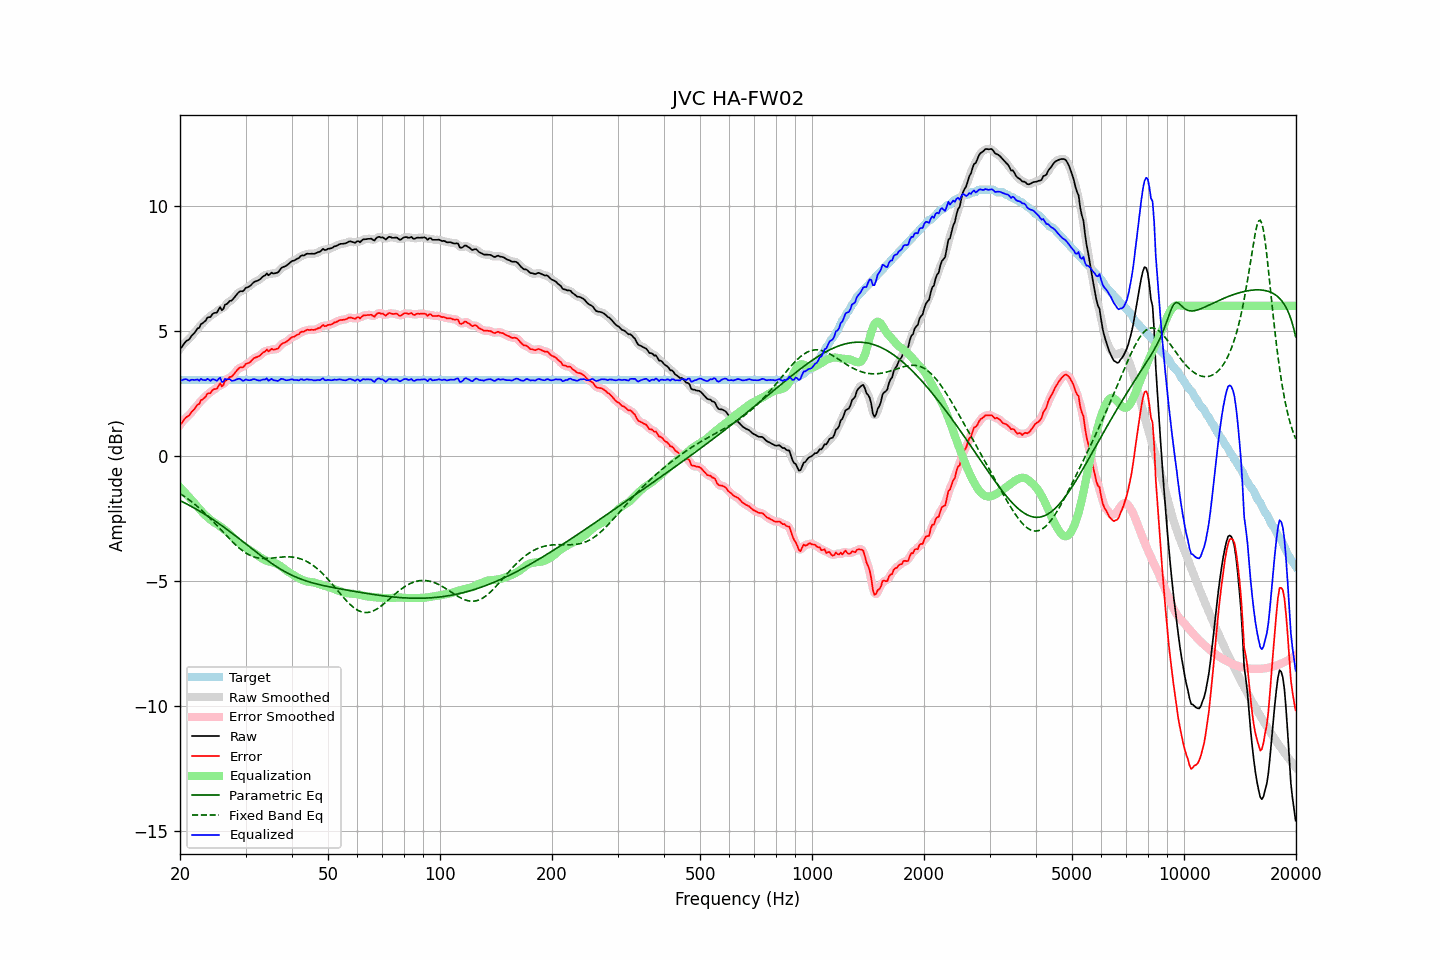 JVC HA-FW02
Amplitude (dBr)
10
5
0
−5
−10
−15
Target
Raw Smoothed
Error Smoothed
Raw
Error
Equalization
Parametric Eq
Fixed Band Eq
Equalized
20 50 100 200 500 1000 2000 5000 10000 20000
Frequency (Hz)